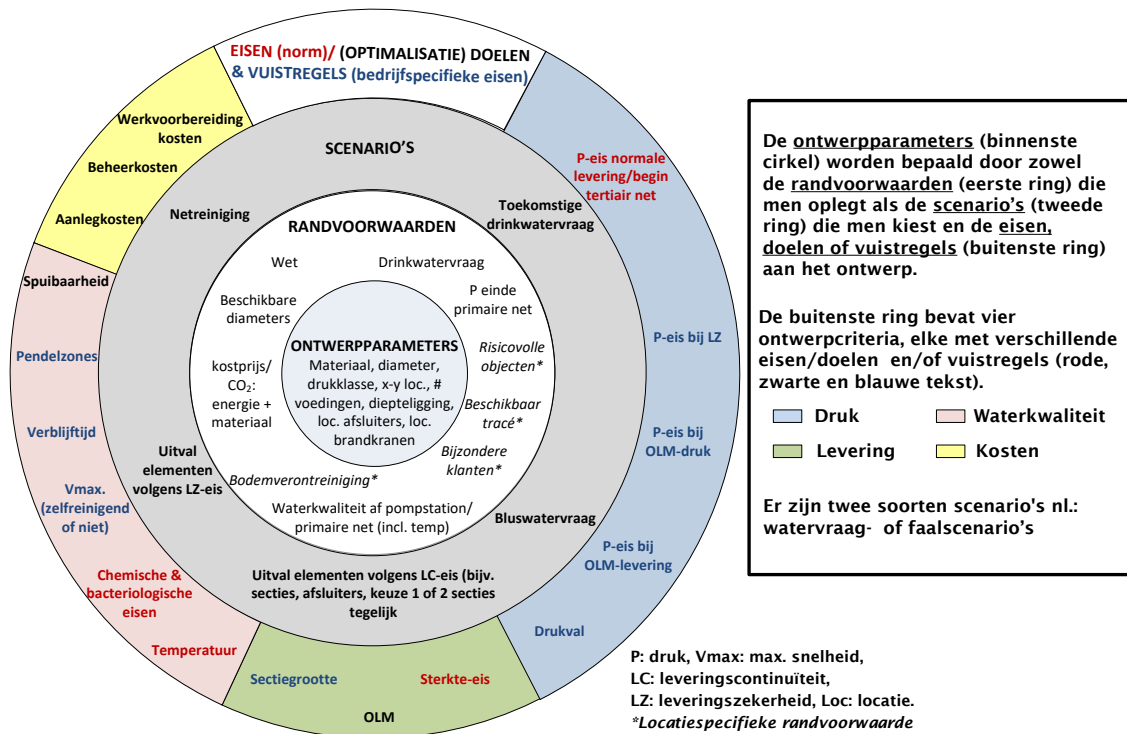 EISEN (norm)/ (OPTIMALISATIE) DOELEN
& VUISTREGELS (bedrijfspecifieke eisen)
Werkvoorbereiding
kosten
Beheerkosten
Aanlegkosten
Spuibaarheid
Pendelzones
Verblijftijd
Vmax.
(zelfreinigend
of niet)
Chemische &
bacteriologische
eisen
Temperatuur
Sectiegrootte
Sterkte-eis
OLM
P-eis normale
levering/begin
tertiair net
P-eis bij LZ
P-eis bij
OLM-druk
P-eis bij
OLM-levering
Drukval
SCENARIO'S
Netreiniging
Toekomstige
drinkwatervraag
Uitval
elementen
volgens LZ-eis
Bluswatervraag
Uitval elementen volgens LC-eis (bijv.
secties, afsluiters, keuze 1 of 2 secties
tegelijk
RANDVOORWAARDEN
Wet
Drinkwatervraag
Beschikbare
diameters
P einde
primaire net
kostprijs/
CO₂:
energie +
materiaal
Risicovolle
objecten*
Beschikbaar
tracé*
Bijzondere
klanten*
Bodemverontreiniging*
Waterkwaliteit af pompstation/
primaire net (incl. temp)
ONTWERPPARAMETERS
Materiaal, diameter,
drukklasse, x-y loc., #
voedingen, diepteligging,
loc. afsluiters, loc.
brandkranen
De ontwerpparameters (binnenste
cirkel) worden bepaald door zowel
de randvoorwaarden (eerste ring) die
men oplegt als de scenario's (tweede
ring) die men kiest en de eisen,
doelen of vuistregels (buitenste ring)
aan het ontwerp.
De buitenste ring bevat vier
ontwerpcriteria, elke met verschillende
eisen/doelen en/of vuistregels (rode,
zwarte en blauwe tekst).
Druk
Waterkwaliteit
Levering
Kosten
Er zijn twee soorten scenario's nl.:
watervraag- of faalscenario's
P: druk, Vmax: max. snelheid,
LC: leveringscontinuïteit,
LZ: leveringszekerheid, Loc: locatie.
*Locatiespecifieke randvoorwaarde